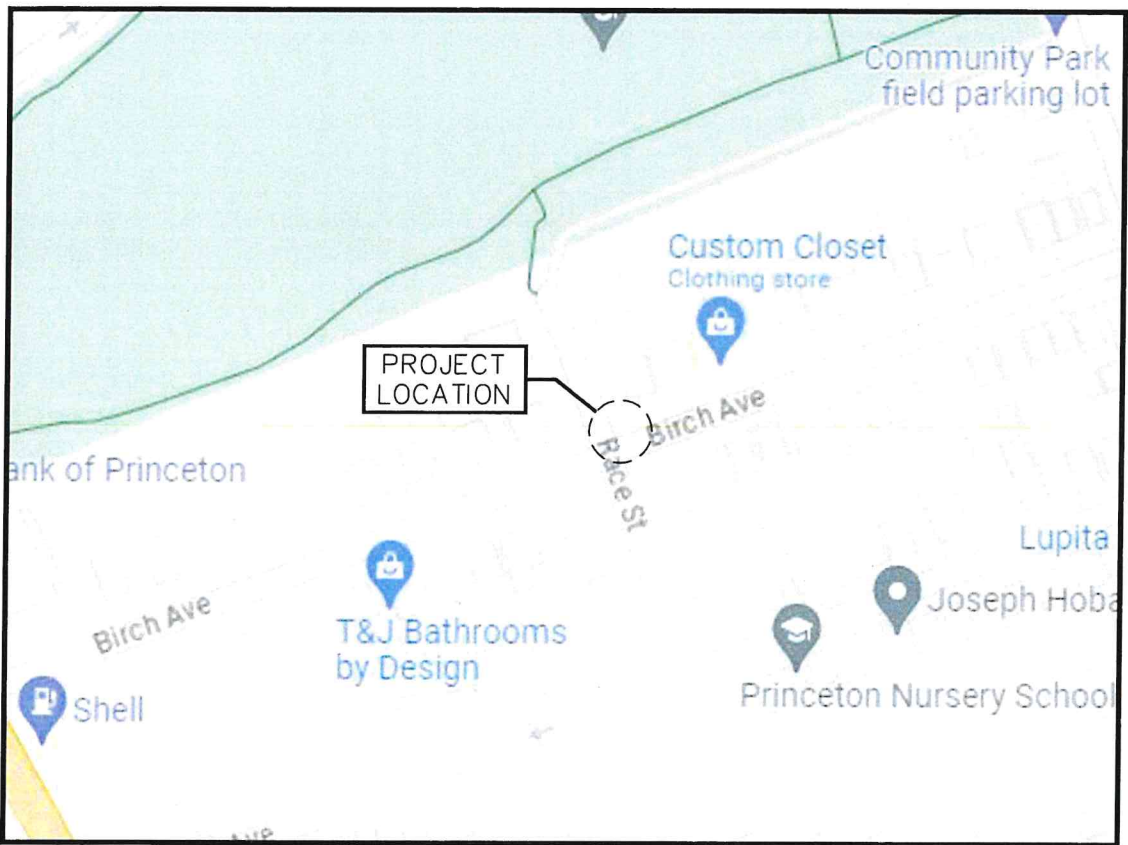 Community Park
field parking lot
Custom Closet
Clothing store
PROJECT
LOCATION
Birch Ave
Race St
ank of Princeton
Lupita
Joseph Hoba
Birch Ave
T&J Bathrooms
by Design
Princeton Nursery School
Shell
Ave